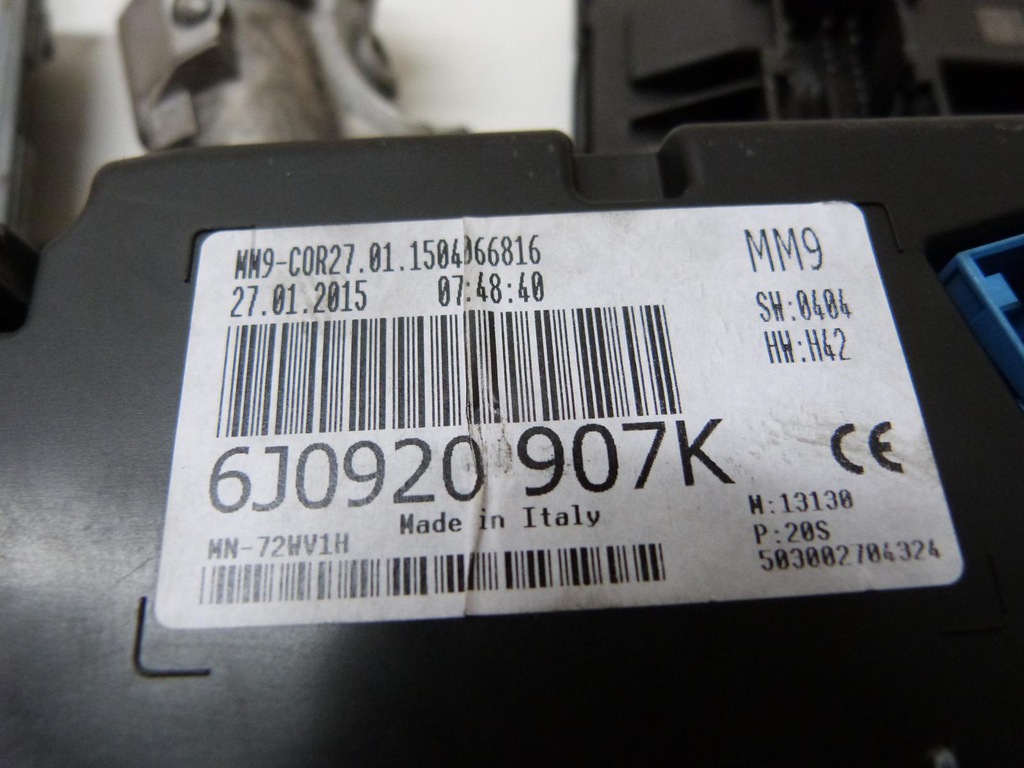 MM9-COR27.01.1504066816
27.01.2015 07:48:40
MM9
SW:0404
HW:H42
6J0920 907K
CE
Made in Italy
MN-72WV1H
M:13130
P:20S
503002704324